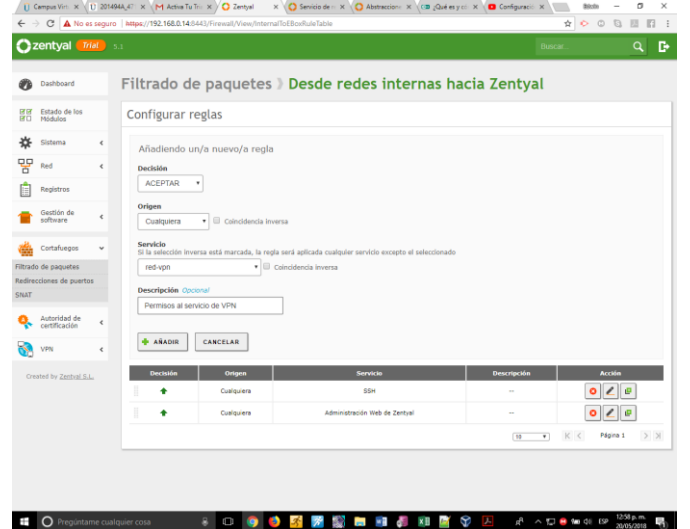 Campus Virt
201494A_47
M Activa Tu Tri
Zentyal
Servicio de
Abstraccion
¿Qué es y co
Configuraci
No es seguro https://192.168.0.14:8443/Firewall/View/InternalToEBoxRuleTable
zentyal Trial 5.1
Buscar...
Dashboard
Estado de los
Módulos
Sistema
Red
Registros
Gestión de
software
Cortafuegos
Filtrado de paquetes
Redirecciones de puertos
SNAT
Autoridad de
certificación
VPN
Created by Zentyal S.L.
Filtrado de paquetes Desde redes internas hacia Zentyal
Configurar reglas
Añadiendo un/a nuevo/a regla
Decisión
ACEPTAR
Origen
Cualquiera Coincidencia inversa
Servicio
Si la selección inversa está marcada, la regla será aplicada cualquier servicio excepto el seleccionado
red-vpn Coincidencia inversa
Descripción Opcional
Permisos al servicio de VPN
AÑADIR CANCELAR
Decisión Origen Servicio Descripción Acción
Cualquiera SSH --
Cualquiera Administración Web de Zentyal --
10 Página 1
Pregúntame cualquier cosa
ESP
12:58 p. m.
20/05/2018